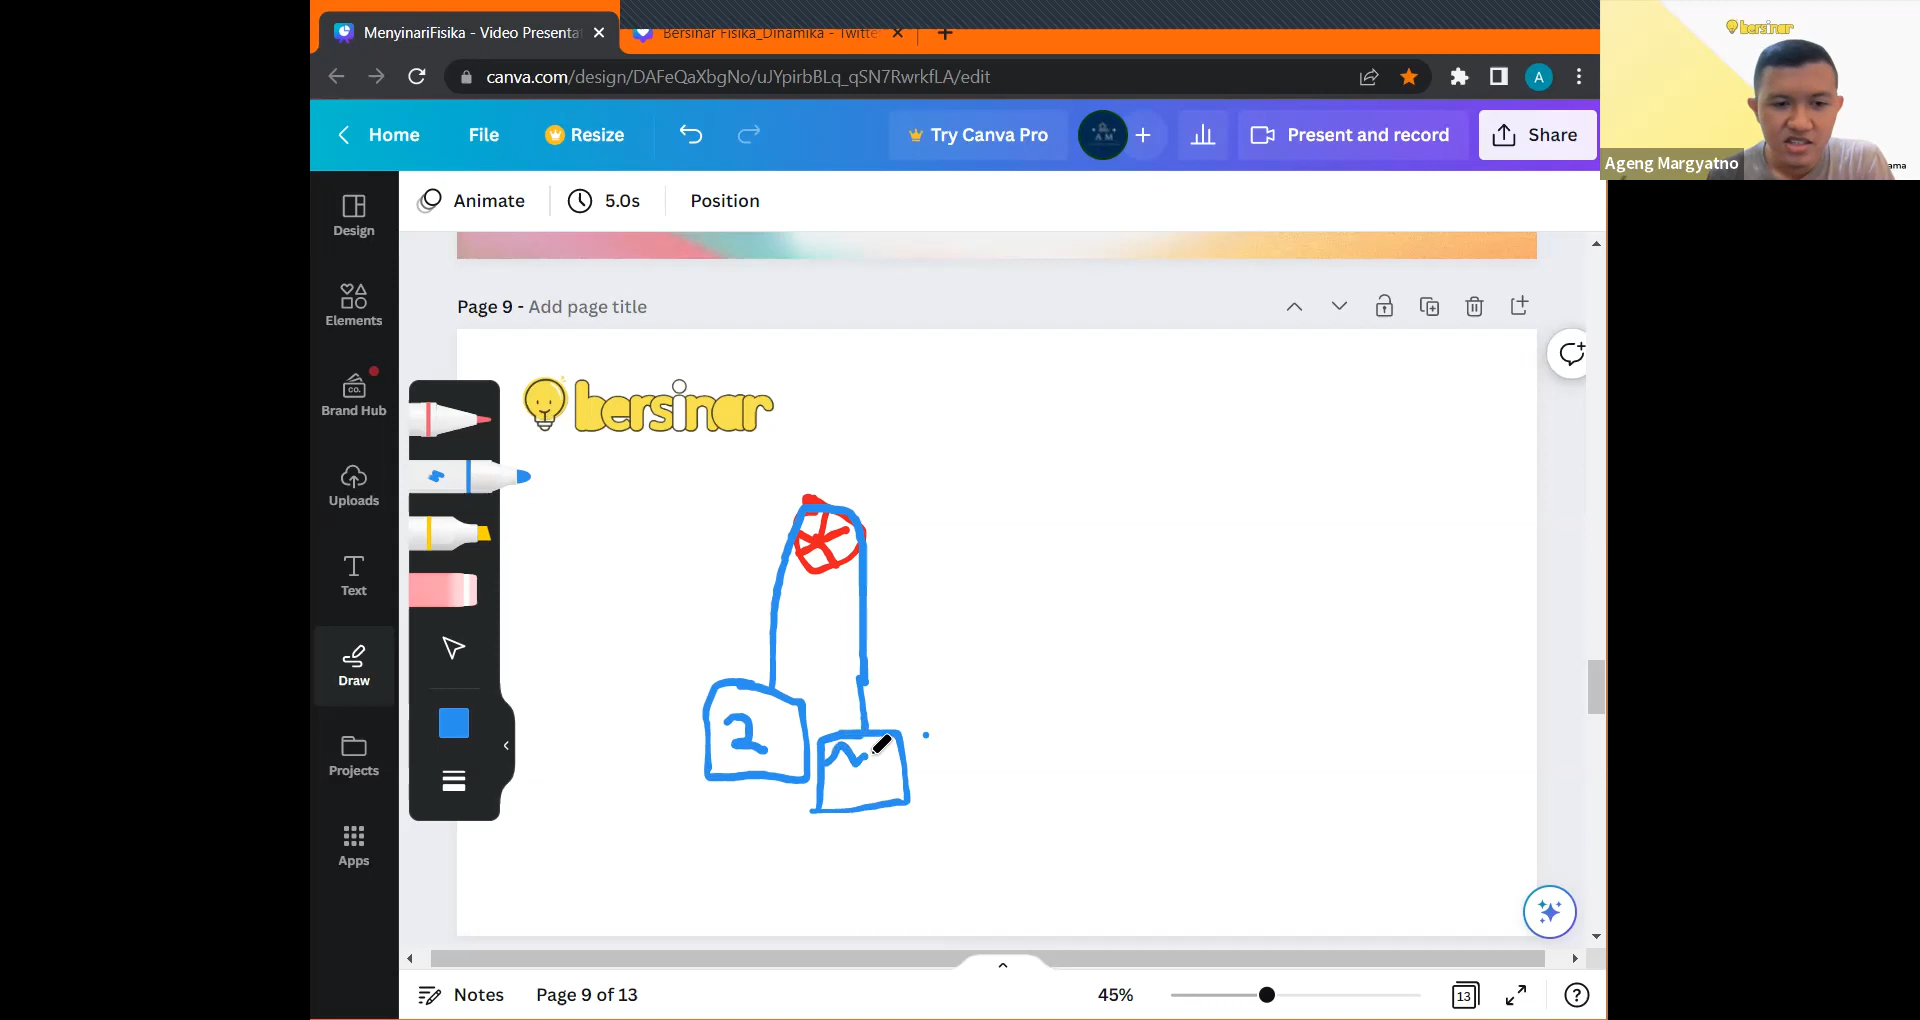 MenyinariFisika - Video Presenta
Bersinar Fisika_Dinamika - Twitte
canva.com/design/DAFeQaXbgNo/uJYpirbBLq_qSN7RwrkfLA/edit
A
Home
File
Resize
Try Canva Pro
Present and record
Share
bersinar
Ageng Margyatno
Design
Elements
CO.
Brand Hub
Uploads
Text
Draw
Projects
Apps
Animate
5.0s
Position
Page 9 - Add page title
bersinar
2
Notes
Page 9 of 13
45%
13